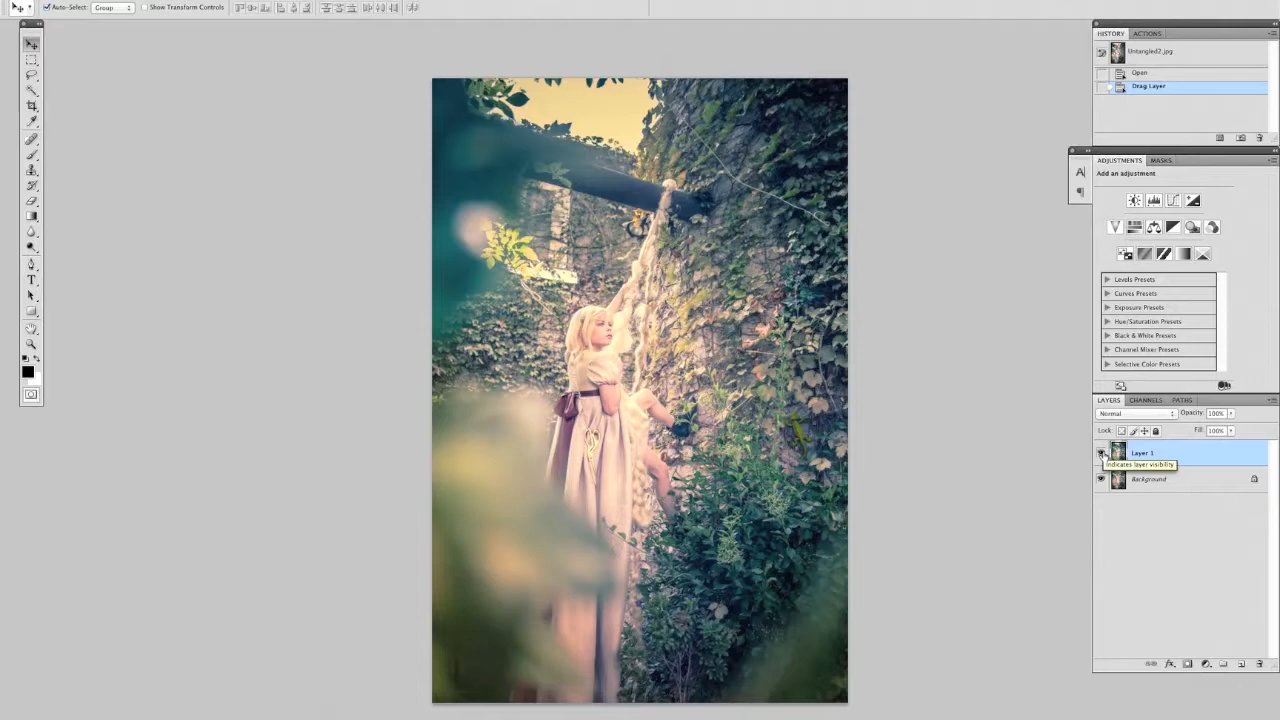 Auto-Select: Group Show Transform Controls
HISTORY ACTIONS
Untangled2.jpg
Open
Drag Layer
ADJUSTMENTS MASKS
Add an adjustment
Levels Presets
Curves Presets
Exposure Presets
Hue/Saturation Presets
Black & White Presets
Channel Mixer Presets
Selective Color Presets
LAYERS CHANNELS PATHS
Normal Opacity: 100%
Lock: Fill: 100%
Layer 1
Indicates layer visibility
Background